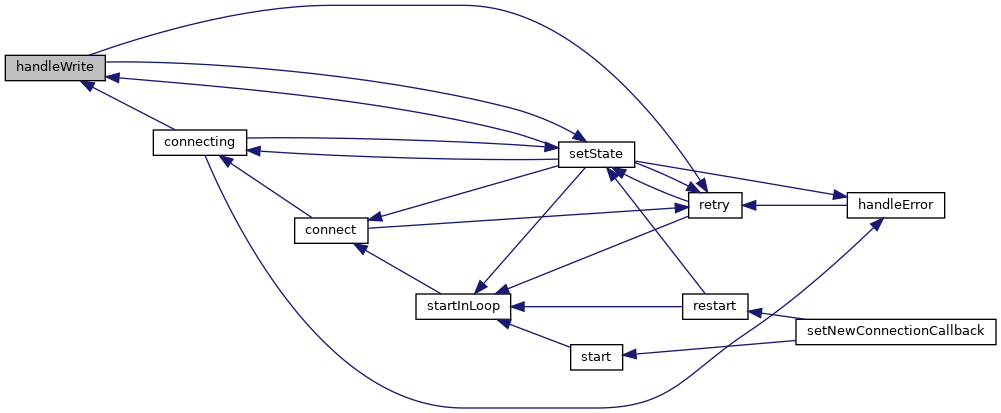 handleWrite
connecting
setState
retry
handleError
connect
startInLoop
restart
setNewConnectionCallback
start